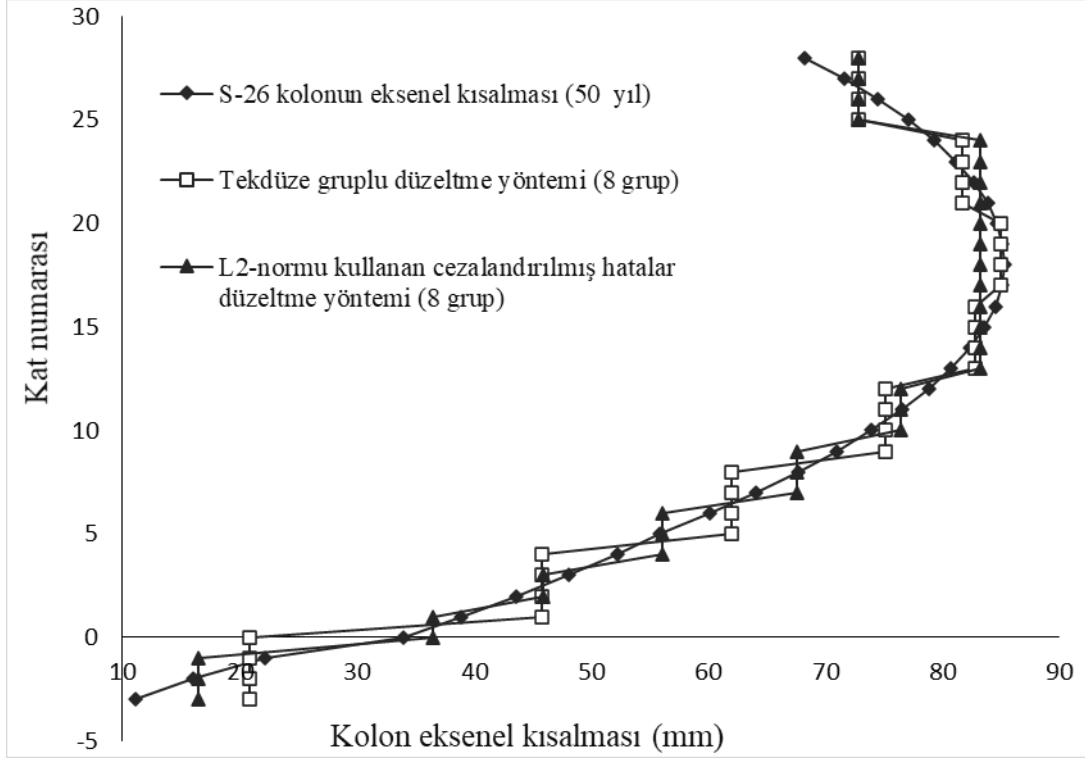 30
25
20
15
10
5
0
-5
Kat numarası
S-26 kolonun eksenel kısalması (50 yıl)
Tekdüze gruplu düzeltme yöntemi (8 grup)
L2-normu kullanan cezalandırılmış hatalar
düzeltme yöntemi (8 grup)
10 20 30 40 50 60 70 80 90
Kolon eksenel kısalması (mm)